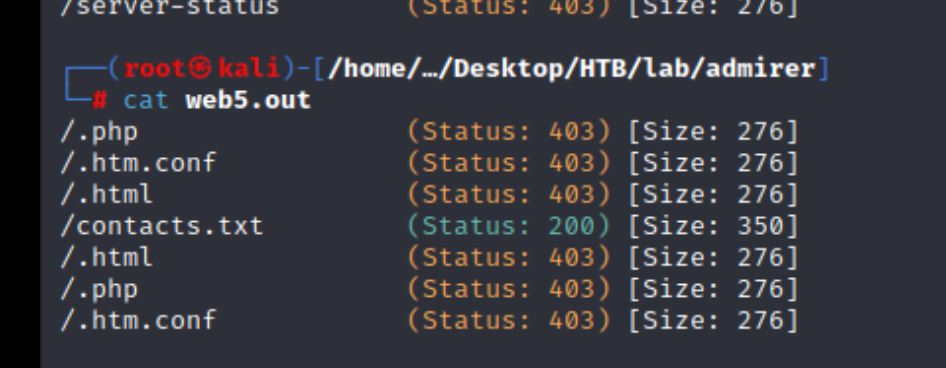 /server-status (Status: 403) [Size: 276]
┌──(root㉿kali)-[/home/…/Desktop/HTB/lab/admirer]
└─# cat web5.out
/.php (Status: 403) [Size: 276]
/.htm.conf (Status: 403) [Size: 276]
/.html (Status: 403) [Size: 276]
/contacts.txt (Status: 200) [Size: 350]
/.html (Status: 403) [Size: 276]
/.php (Status: 403) [Size: 276]
/.htm.conf (Status: 403) [Size: 276]